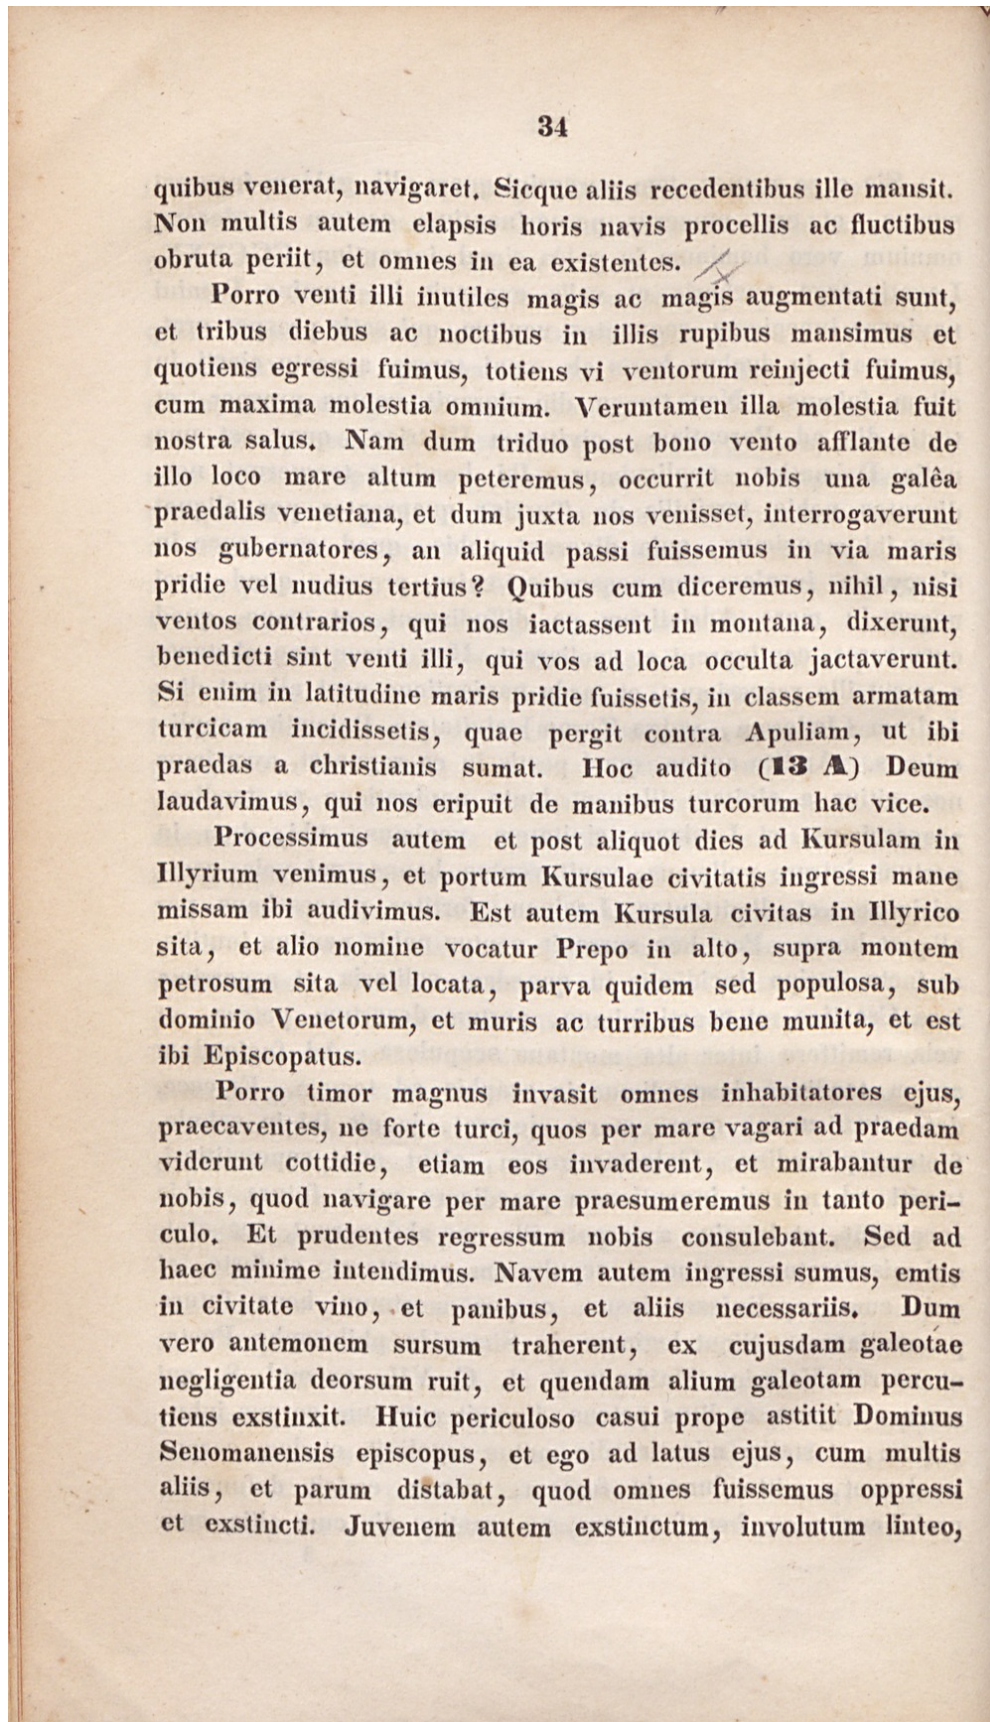 34
quibus venerat, navigaret. Sicque aliis recedentibus ille mansit.
Non multis autem elapsis horis navis procellis ac fluctibus
obruta periit, et omnes in ea existentes.
Porro venti illi inutiles magis ac magis augmentati sunt,
et tribus diebus ac noctibus in illis rupibus mansimus et
quotiens egressi fuimus, totiens vi ventorum reinjecti fuimus,
cum maxima molestia omnium. Veruntamen illa molestia fuit
nostra salus. Nam dum triduo post bono vento afflante de
illo loco mare altum peteremus, occurrit nobis una galêa
praedalis venetiana, et dum juxta nos venisset, interrogaverunt
nos gubernatores, an aliquid passi fuissemus in via maris
pridie vel nudius tertius? Quibus cum diceremus, nihil, nisi
ventos contrarios, qui nos iactassent in montana, dixerunt,
benedicti sint venti illi, qui vos ad loca occulta jactaverunt.
Si enim in latitudine maris pridie fuissetis, in classem armatam
turcicam incidissetis, quae pergit contra Apuliam, ut ibi
praedas a christianis sumat. Hoc audito (13 A) Deum
laudavimus, qui nos eripuit de manibus turcorum hac vice.
Processimus autem et post aliquot dies ad Kursulam in
Illyrium venimus, et portum Kursulae civitatis ingressi mane
missam ibi audivimus. Est autem Kursula civitas in Illyrico
sita, et alio nomine vocatur Prepo in alto, supra montem
petrosum sita vel locata, parva quidem sed populosa, sub
dominio Venetorum, et muris ac turribus bene munita, et est
ibi Episcopatus.
Porro timor magnus invasit omnes inhabitatores ejus,
praecaventes, ne forte turci, quos per mare vagari ad praedam
viderunt cottidie, etiam eos invaderent, et mirabantur de
nobis, quod navigare per mare praesumeremus in tanto peri-
culo. Et prudentes regressum nobis consulebant. Sed ad
haec minime intendimus. Navem autem ingressi sumus, emtis
in civitate vino, et panibus, et aliis necessariis. Dum
vero antemonem sursum traherent, ex cujusdam galeotae
negligentia deorsum ruit, et quendam alium galeotam percu-
tiens exstinxit. Huic periculoso casui prope astitit Dominus
Senomanensis episcopus, et ego ad latus ejus, cum multis
aliis, et parum distabat, quod omnes fuissemus oppressi
et exstincti. Juvenem autem exstinctum, involutum linteo,